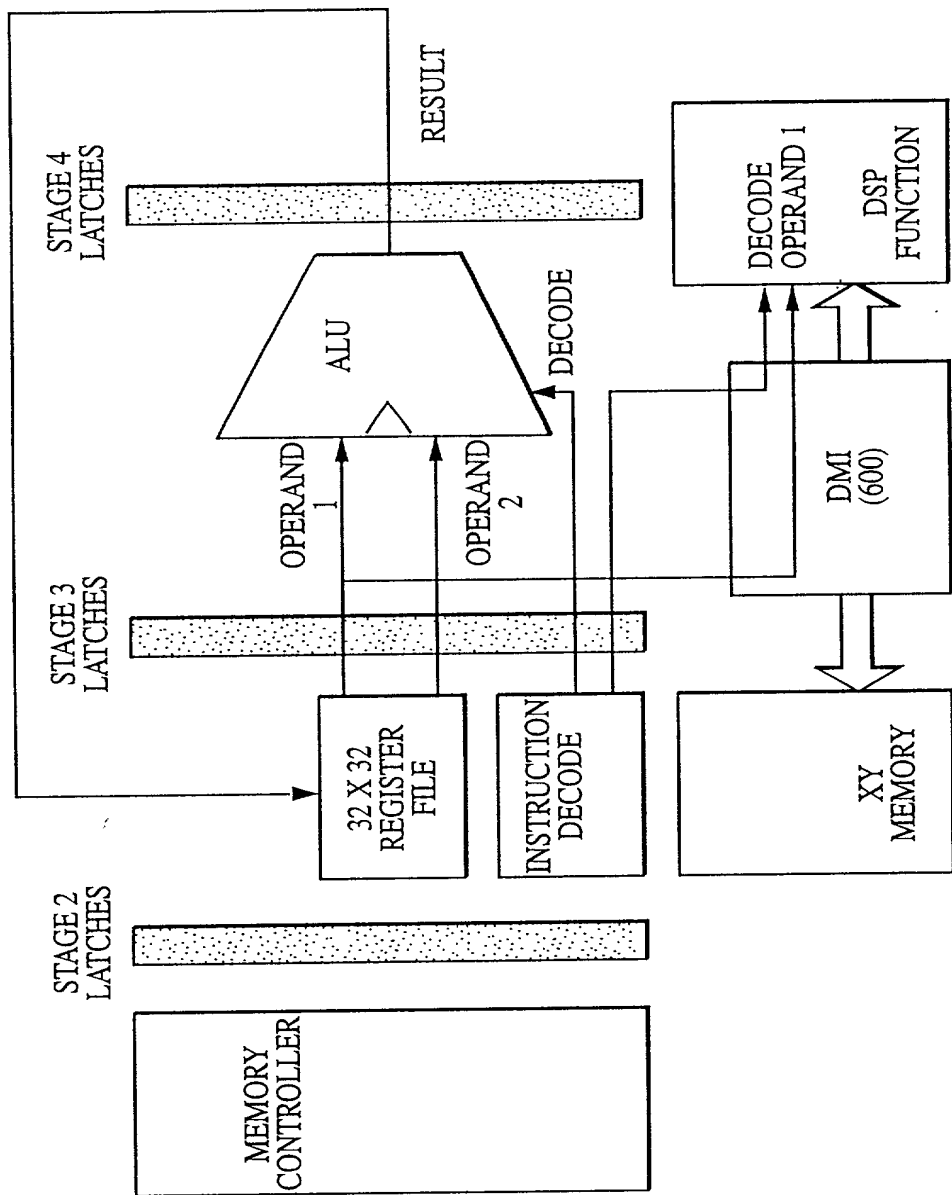 MEMORY
CONTROLLER
STAGE 2
LATCHES
32 X 32
REGISTER
FILE
INSTRUCTION
DECODE
XY
MEMORY
STAGE 3
LATCHES
OPERAND
1
OPERAND
2
ALU
DECODE
DMI
(600)
STAGE 4
LATCHES
RESULT
DECODE
OPERAND 1
DSP
FUNCTION